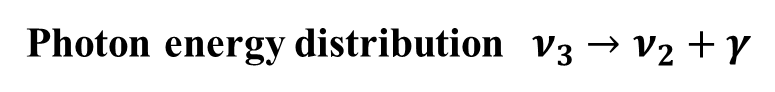 Photon energy distribution ν₃ → ν₂ + γ